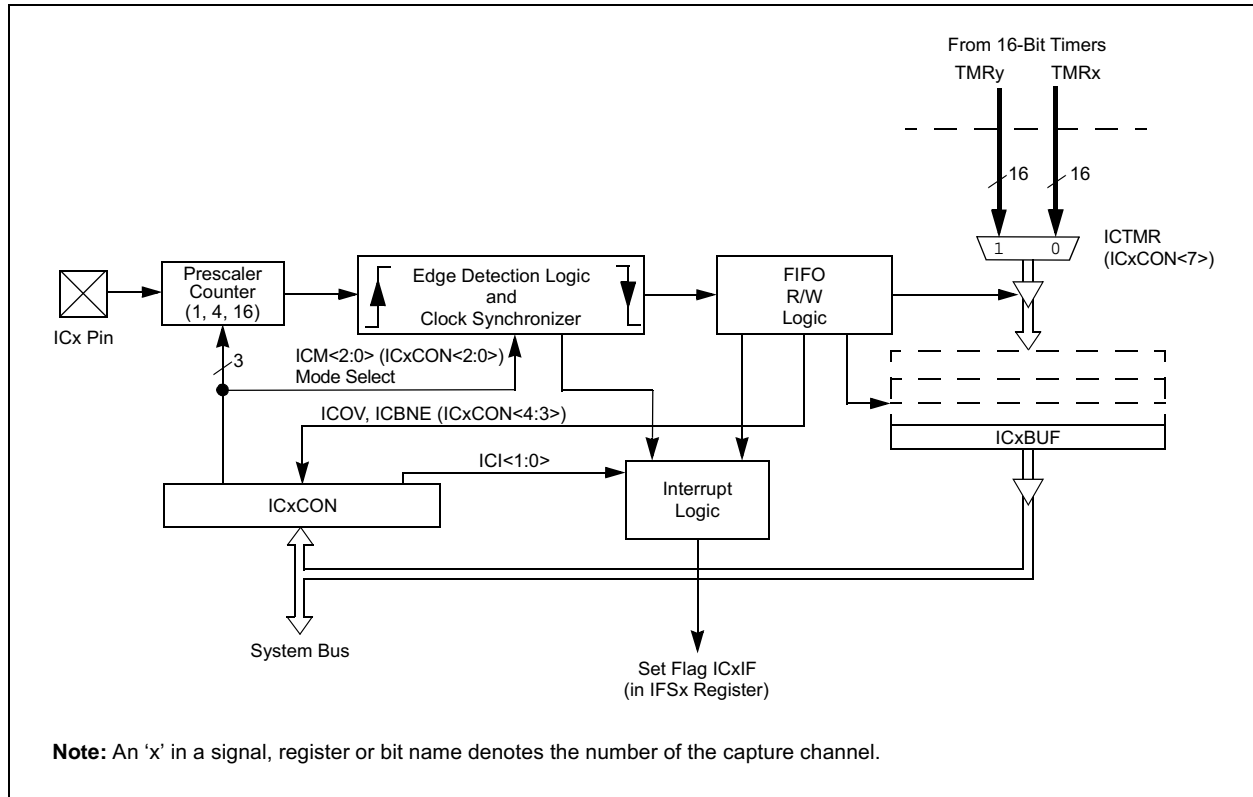 From 16-Bit Timers
TMRy TMRx
16 16
1 0
ICTMR
(ICxCON<7>)
Prescaler
Counter
(1, 4, 16)
Edge Detection Logic
and
Clock Synchronizer
FIFO
R/W
Logic
ICx Pin
3
ICM<2:0> (ICxCON<2:0>)
Mode Select
ICOV, ICBNE (ICxCON<4:3>)
ICxBUF
ICI<1:0>
Interrupt
Logic
ICxCON
System Bus
Set Flag ICxIF
(in IFSx Register)
Note: An ‘x’ in a signal, register or bit name denotes the number of the capture channel.